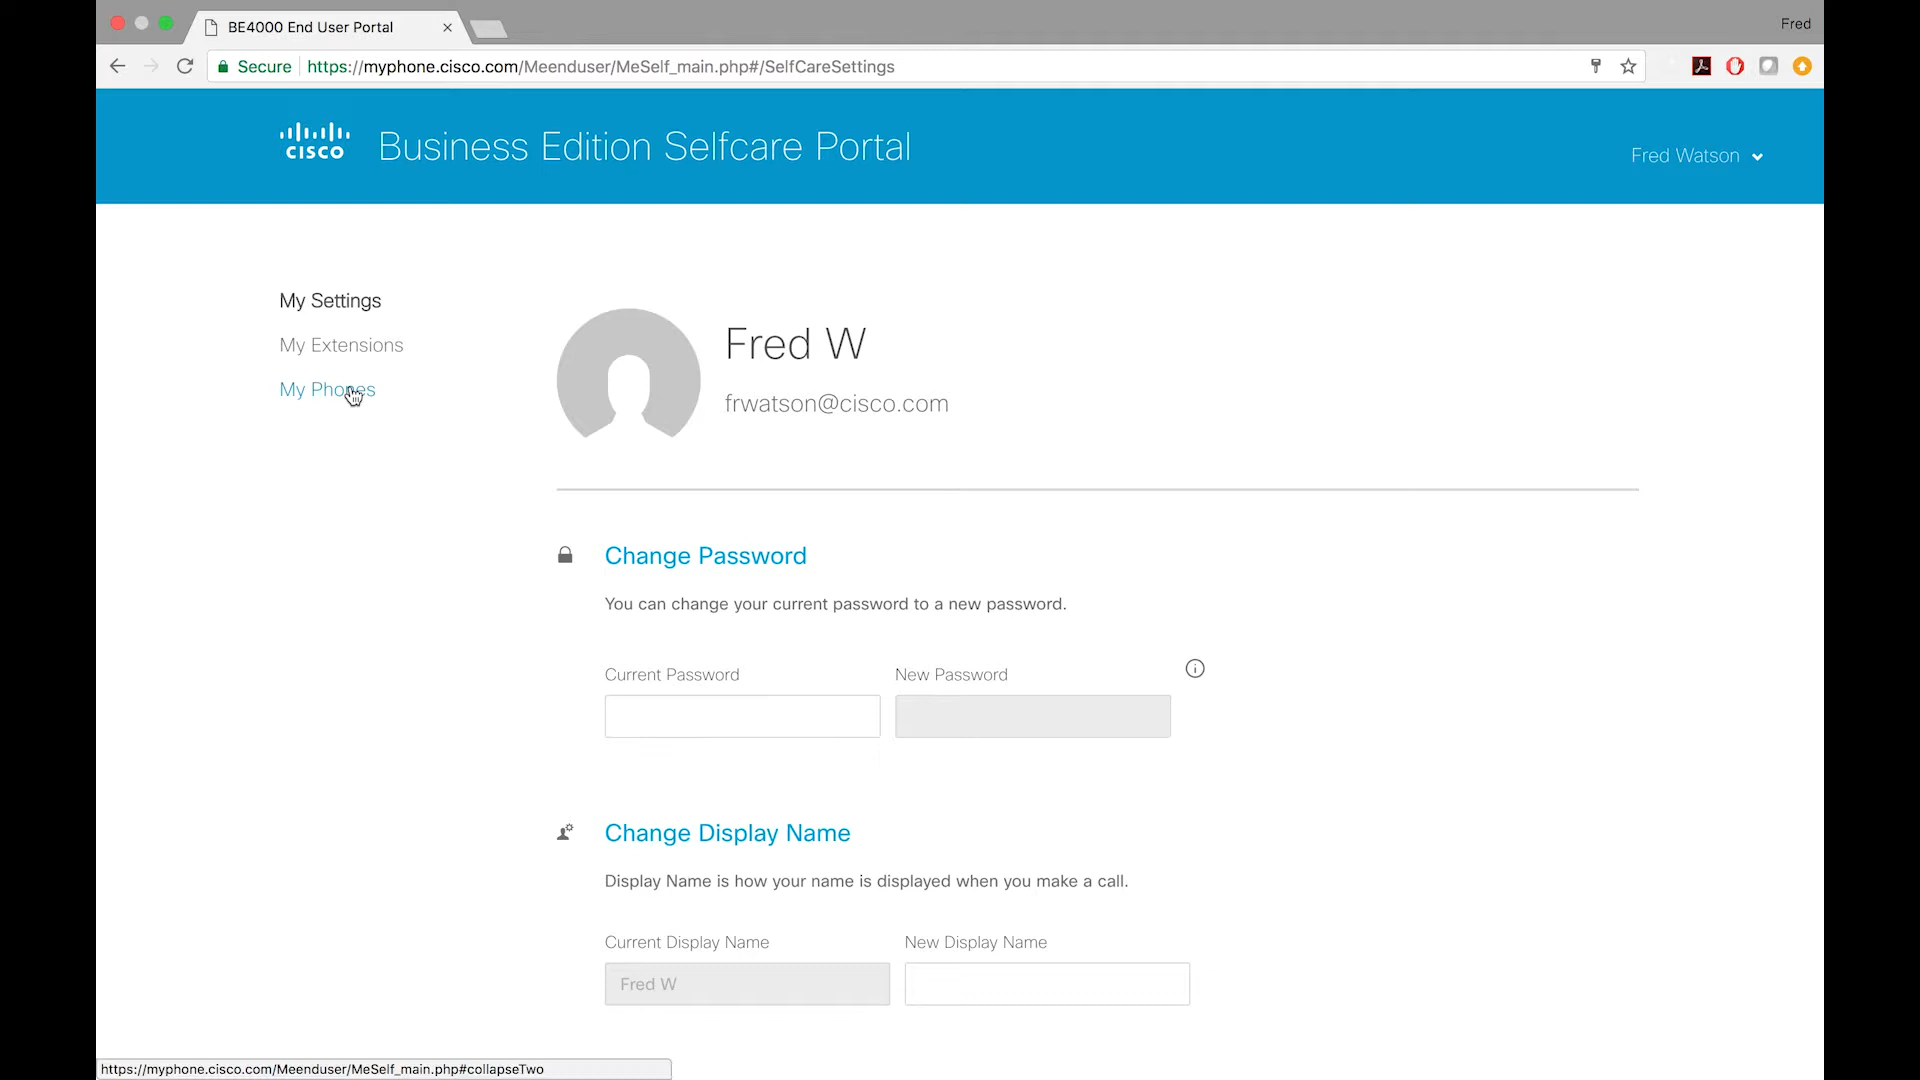 BE4000 End User Portal
Fred
Secure https://myphone.cisco.com/Meenduser/MeSelf_main.php#/SelfCareSettings
CISCO Business Edition Selfcare Portal
Fred Watson
My Settings
My Extensions
My Phones
Fred W
frwatson@cisco.com
Change Password
You can change your current password to a new password.
Current Password New Password
Change Display Name
Display Name is how your name is displayed when you make a call.
Current Display Name New Display Name
Fred W
https://myphone.cisco.com/Meenduser/MeSelf_main.php#collapseTwo